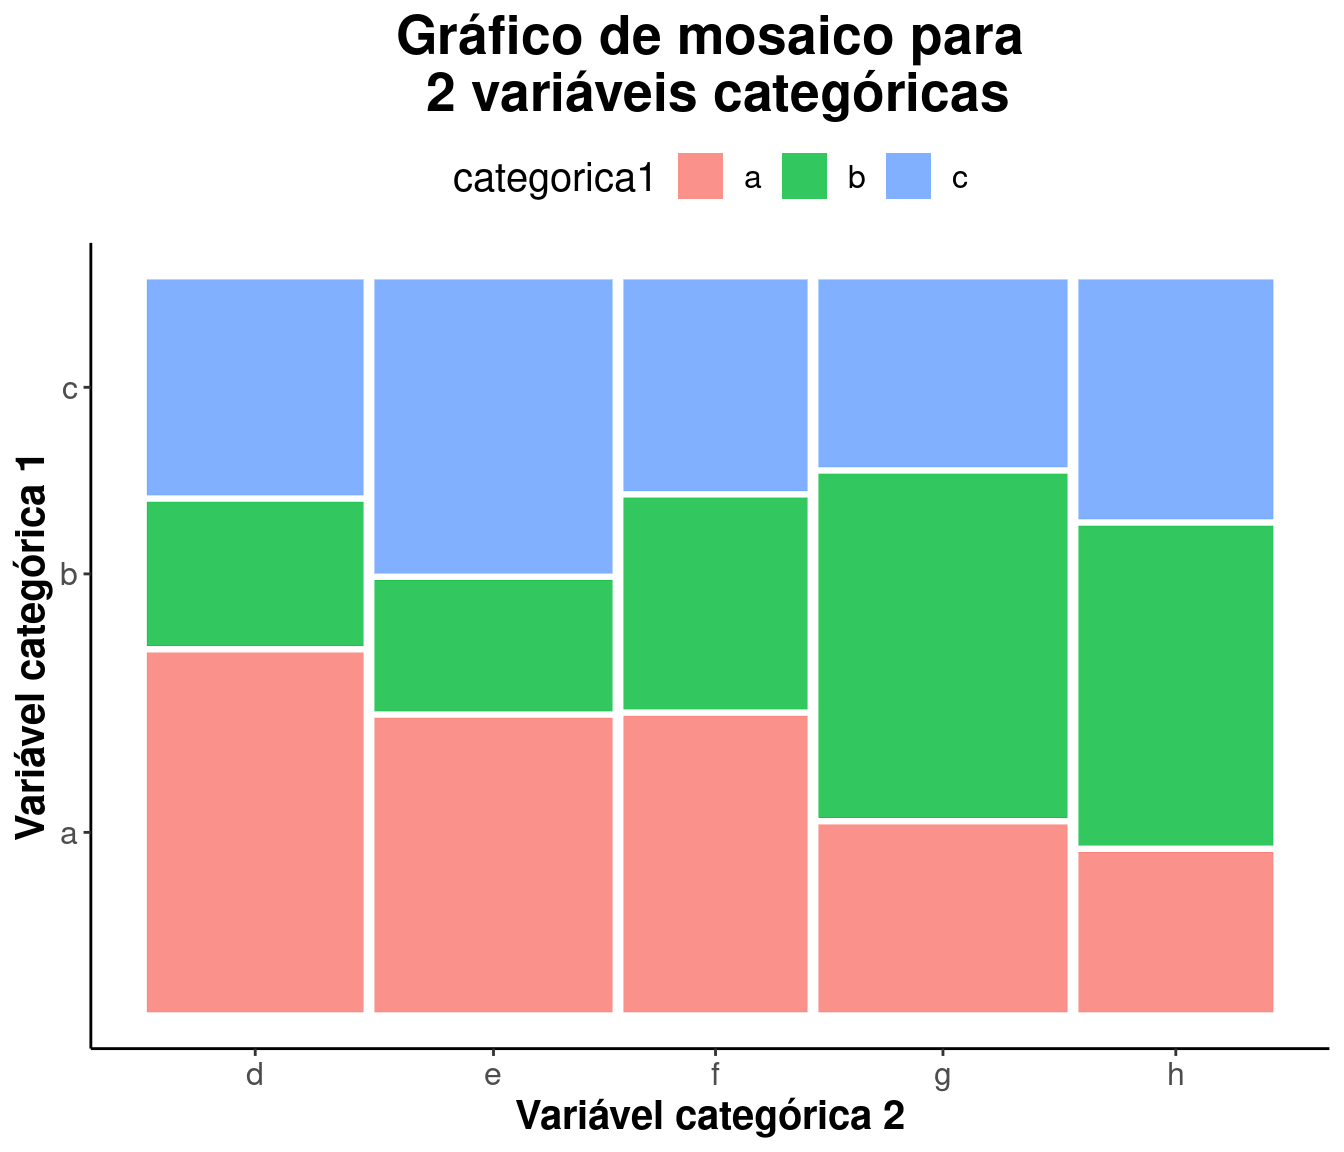 Gráfico de mosaico para
2 variáveis categóricas
categorica1 a b c
c
b
a
Variável categórica 1
d e f g h
Variável categórica 2